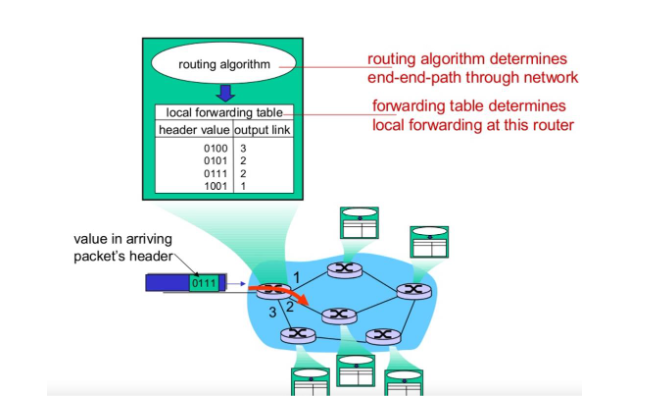 routing algorithm
routing algorithm determines
end-end-path through network
local forwarding table
header value output link
forwarding table determines
local forwarding at this router
0100 3
0101 2
0111 2
1001 1
value in arriving
packet's header
0111
1
2
3